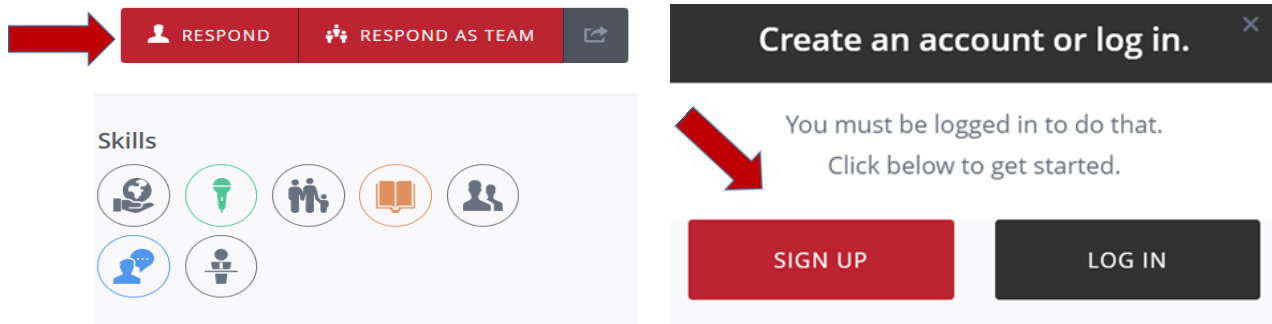 RESPOND
RESPOND AS TEAM
Skills
Create an account or log in.
You must be logged in to do that.
Click below to get started.
SIGN UP
LOG IN